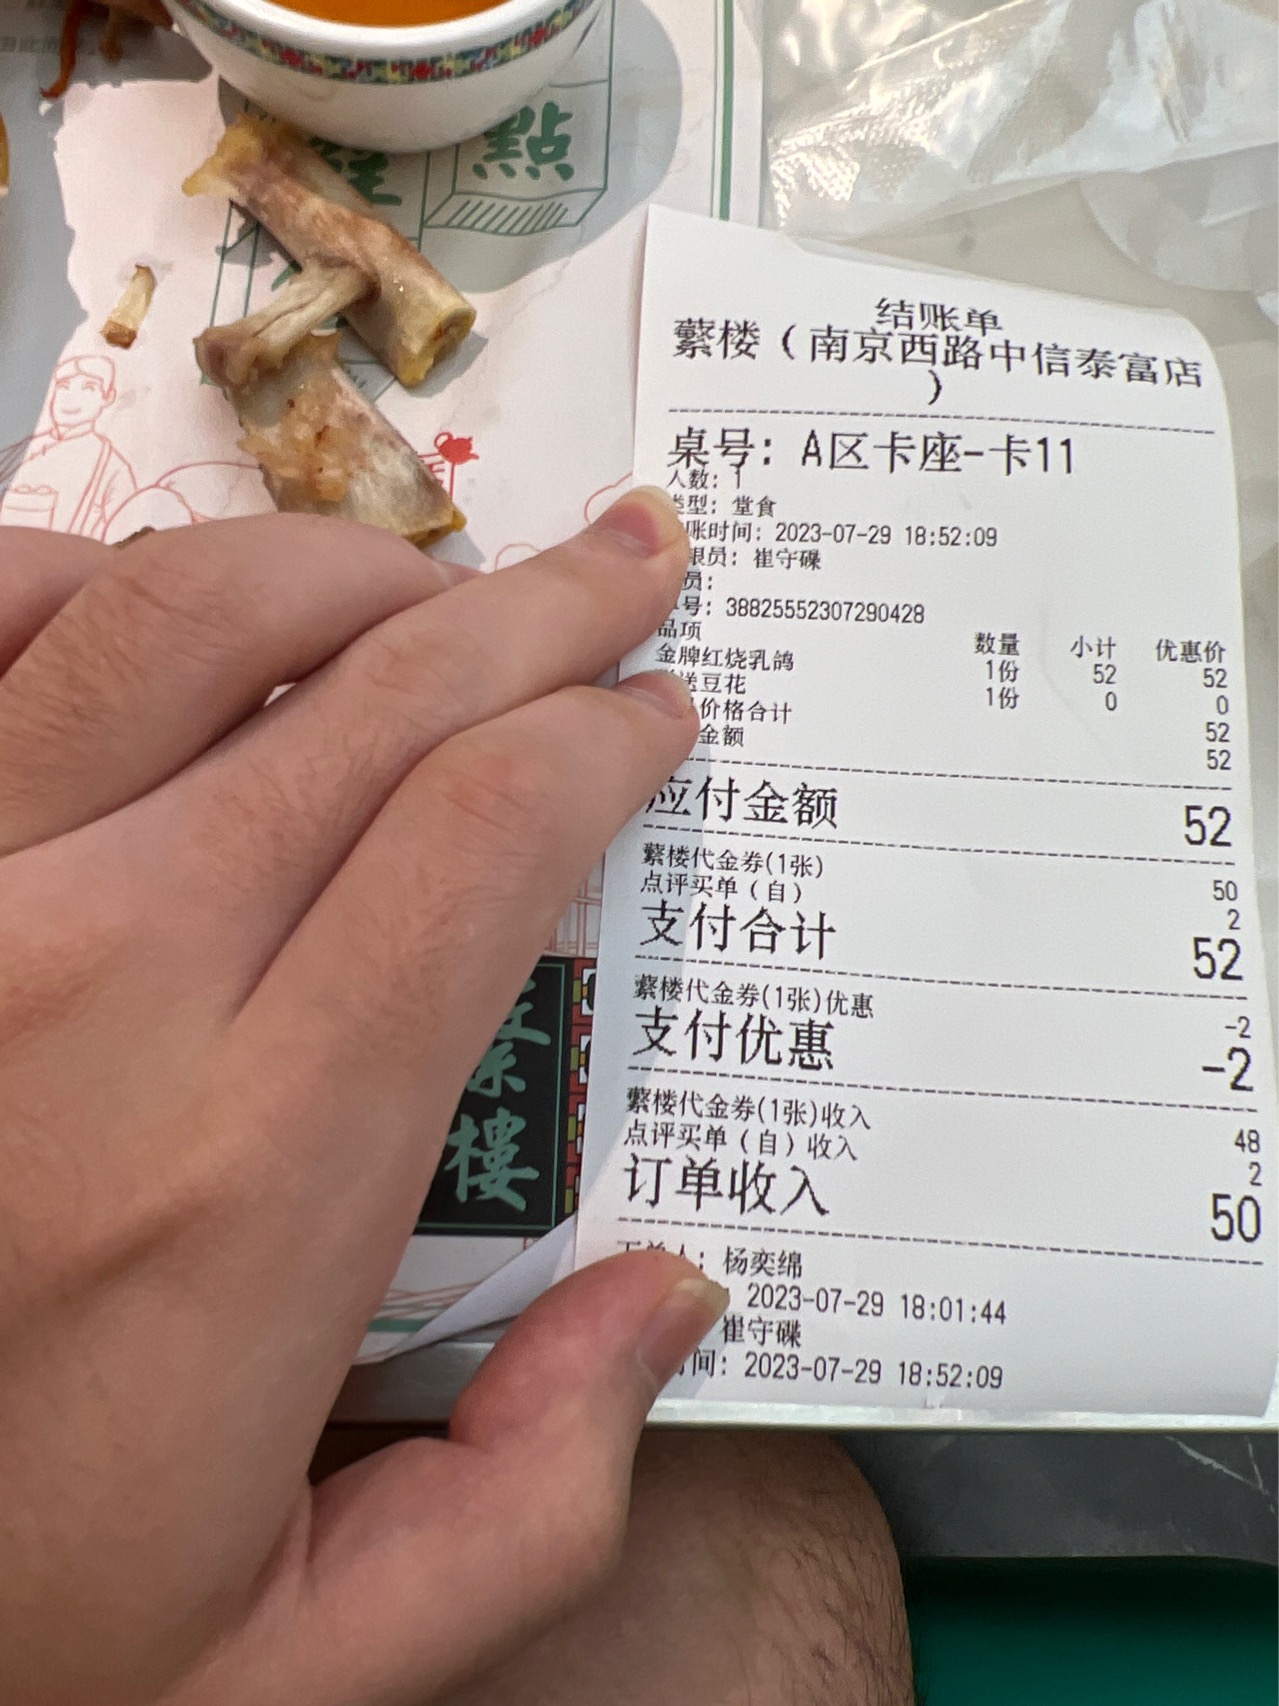 點
结账单
蘩楼（南京西路中信泰富店
）
桌号：A区卡座-卡11
人数：1
类型：堂食
账时间：2023-07-29 18:52:09
银员：崔守碟
员：
单号：38825552307290428
品项 数量 小计 优惠价
金牌红烧乳鸽 1份 52 52
送豆花 1份 0 0
价格合计 52
金额 52
应付金额 52
蘩楼代金券(1张) 50
点评买单（自） 2
支付合计 52
蘩楼代金券(1张)优惠 -2
支付优惠 -2
蘩楼代金券(1张)收入 48
点评买单（自）收入 2
订单收入 50
下单人：杨奕绵
2023-07-29 18:01:44
崔守碟
间：2023-07-29 18:52:09
樓